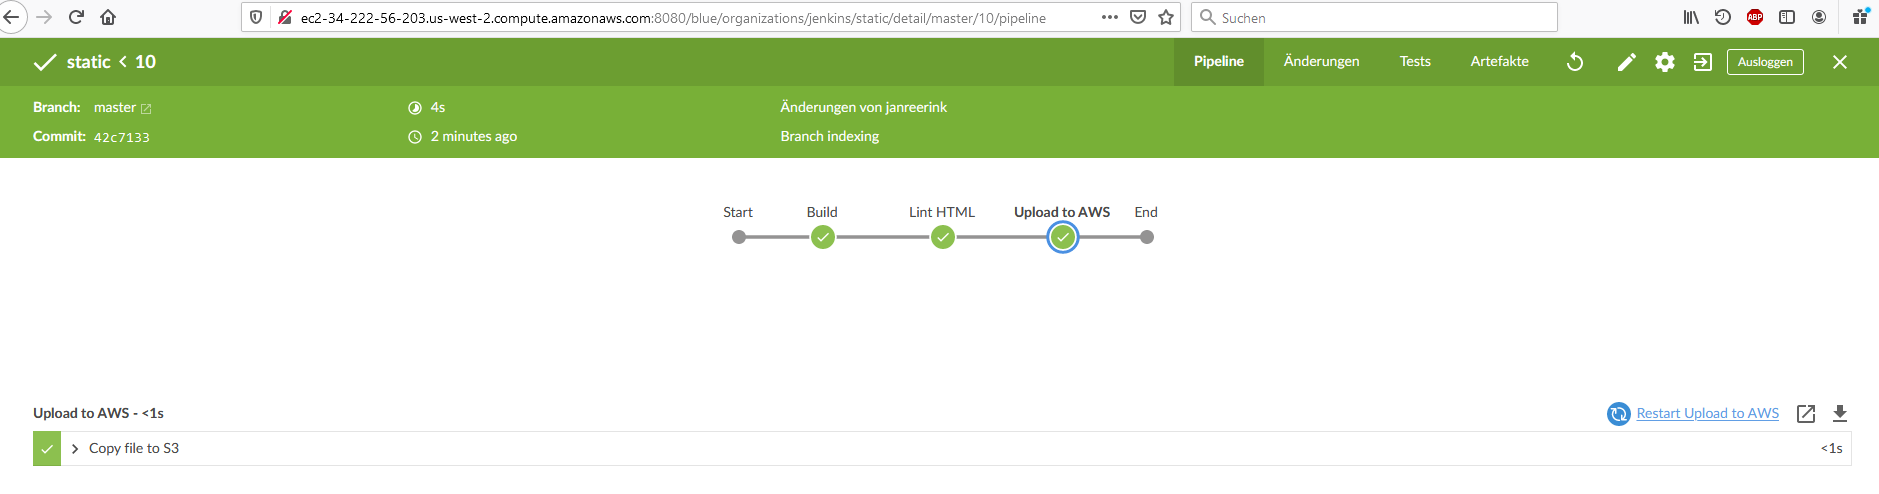 ec2-34-222-56-203.us-west-2.compute.amazonaws.com:8080/blue/organizations/jenkins/static/detail/master/10/pipeline ••• Suchen ABP
static < 10 Pipeline Änderungen Tests Artefakte Ausloggen
Branch: master 4s Änderungen von janreerink
Commit: 42c7133 2 minutes ago Branch indexing
Start Build Lint HTML Upload to AWS End
Upload to AWS - <1s Restart Upload to AWS
Copy file to S3 <1s